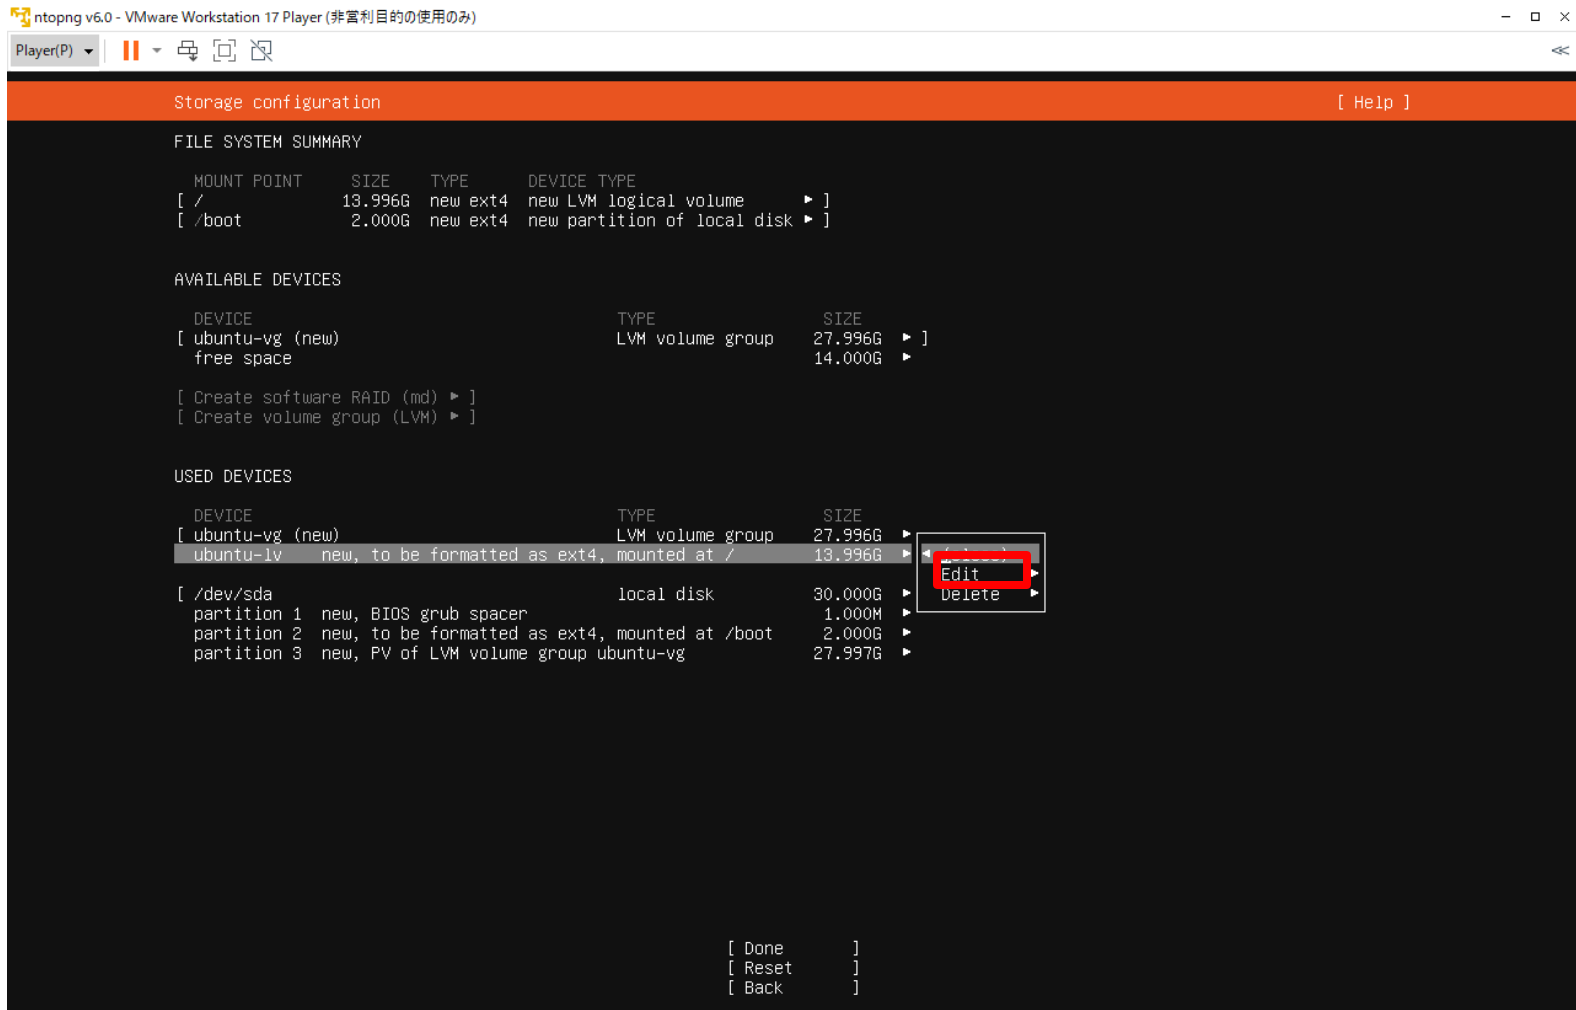 ntopng v6.0 - VMware Workstation 17 Player (非営利目的の使用のみ)
Player(P)
Storage configuration [ Help ]
FILE SYSTEM SUMMARY
MOUNT POINT SIZE TYPE DEVICE TYPE
[ / 13.996G new ext4 new LVM logical volume ▸ ]
[ /boot 2.000G new ext4 new partition of local disk ▸ ]
AVAILABLE DEVICES
DEVICE TYPE SIZE
[ ubuntu-vg (new) LVM volume group 27.996G ▸ ]
free space 14.000G ▸
[ Create software RAID (md) ▸ ]
[ Create volume group (LVM) ▸ ]
USED DEVICES
DEVICE TYPE SIZE
[ ubuntu-vg (new) LVM volume group 27.996G ▸
ubuntu-lv new, to be formatted as ext4, mounted at / 13.996G ▸ ◂
Edit ▸
[ /dev/sda local disk 30.000G ▸ Delete ▸
partition 1 new, BIOS grub spacer 1.000M ▸
partition 2 new, to be formatted as ext4, mounted at /boot 2.000G ▸
partition 3 new, PV of LVM volume group ubuntu-vg 27.997G ▸
[ Done ]
[ Reset ]
[ Back ]